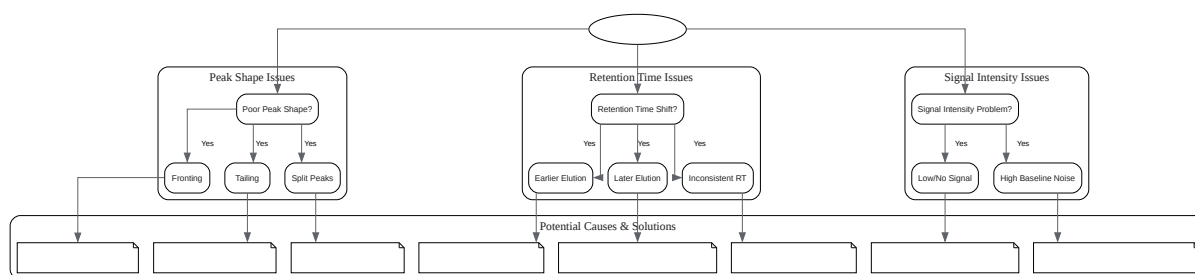 Peak Shape Issues
Retention Time Issues
Signal Intensity Issues
Poor Peak Shape?
Retention Time Shift?
Signal Intensity Problem?
Yes
Yes
Yes
Yes
Yes
Yes
Yes
Yes
Fronting
Tailing
Split Peaks
Earlier Elution
Later Elution
Inconsistent RT
Low/No Signal
High Baseline Noise
Potential Causes & Solutions